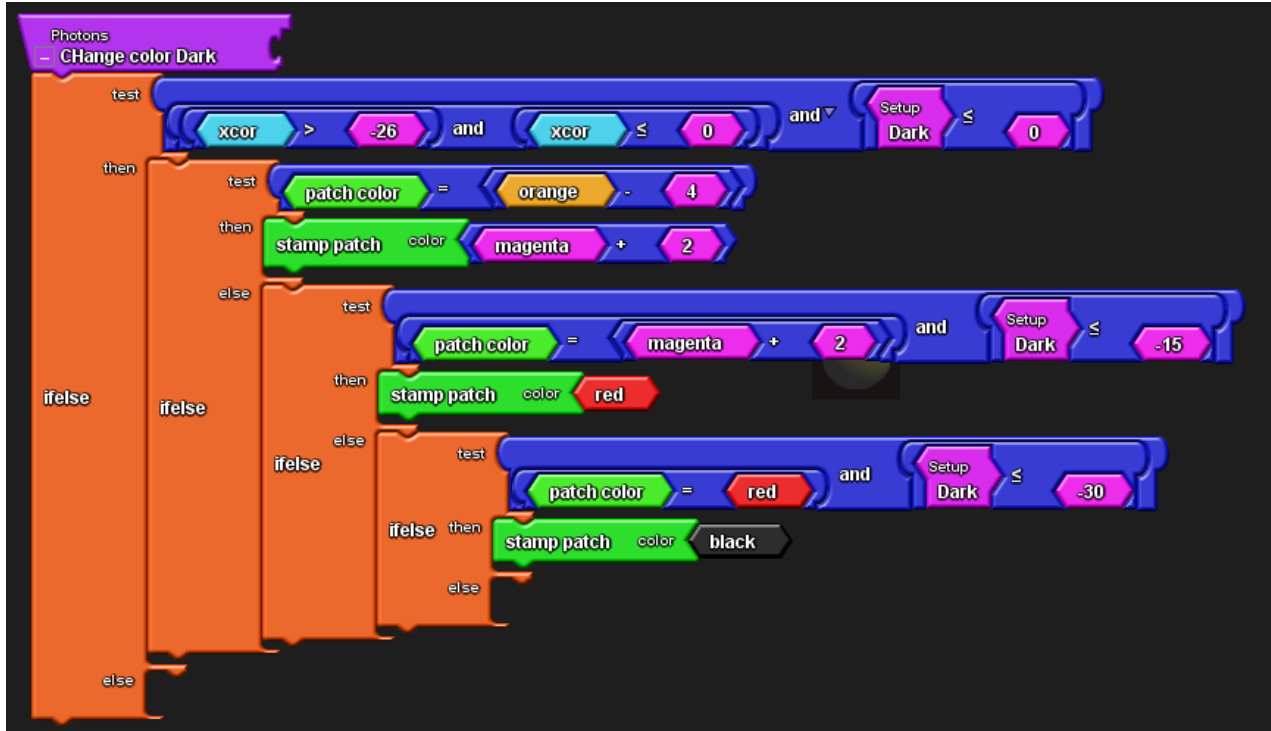 Photons
– CHange color Dark
test
xcor > -26 and xcor ≤ 0 and Setup Dark ≤ 0
then
test
patch color = orange - 4
then
stamp patch color magenta + 2
else
test
patch color = magenta + 2 and Setup Dark ≤ -15
then
stamp patch color red
ifelse
ifelse
else
ifelse
test
patch color = red and Setup Dark ≤ -30
ifelse
then
stamp patch color black
else
else